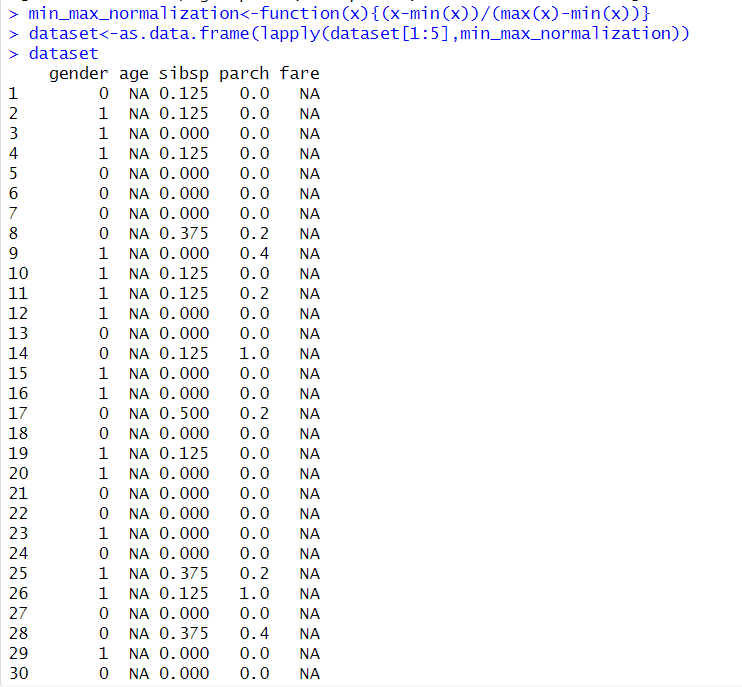 > min_max_normalization<-function(x){(x-min(x))/(max(x)-min(x))}
> dataset<-as.data.frame(lapply(dataset[1:5],min_max_normalization))
> dataset
   gender age sibsp parch fare
1       0  NA 0.125   0.0   NA
2       1  NA 0.125   0.0   NA
3       1  NA 0.000   0.0   NA
4       1  NA 0.125   0.0   NA
5       0  NA 0.000   0.0   NA
6       0  NA 0.000   0.0   NA
7       0  NA 0.000   0.0   NA
8       0  NA 0.375   0.2   NA
9       1  NA 0.000   0.4   NA
10      1  NA 0.125   0.0   NA
11      1  NA 0.125   0.2   NA
12      1  NA 0.000   0.0   NA
13      0  NA 0.000   0.0   NA
14      0  NA 0.125   1.0   NA
15      1  NA 0.000   0.0   NA
16      1  NA 0.000   0.0   NA
17      0  NA 0.500   0.2   NA
18      0  NA 0.000   0.0   NA
19      1  NA 0.125   0.0   NA
20      1  NA 0.000   0.0   NA
21      0  NA 0.000   0.0   NA
22      0  NA 0.000   0.0   NA
23      1  NA 0.000   0.0   NA
24      0  NA 0.000   0.0   NA
25      1  NA 0.375   0.2   NA
26      1  NA 0.125   1.0   NA
27      0  NA 0.000   0.0   NA
28      0  NA 0.375   0.4   NA
29      1  NA 0.000   0.0   NA
30      0  NA 0.000   0.0   NA